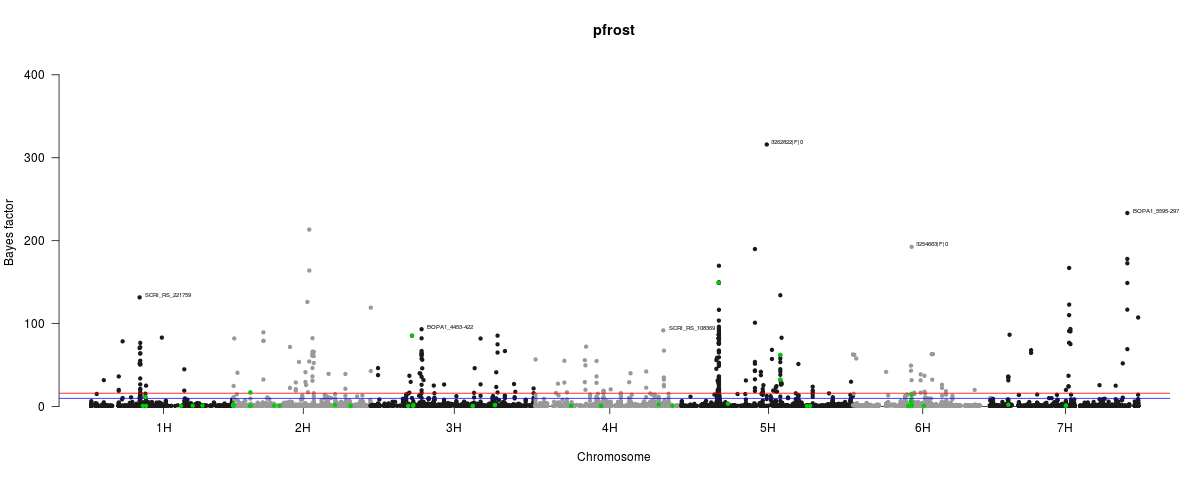 pfrost
400
300
200
100
0
Bayes factor
SCRI_RS_221759
BOPA1_4453-422
SCRI_RS_108369
3262822|F|0
3254663|F|0
BOPA1_5595-297
1H
2H
3H
4H
5H
6H
7H
Chromosome